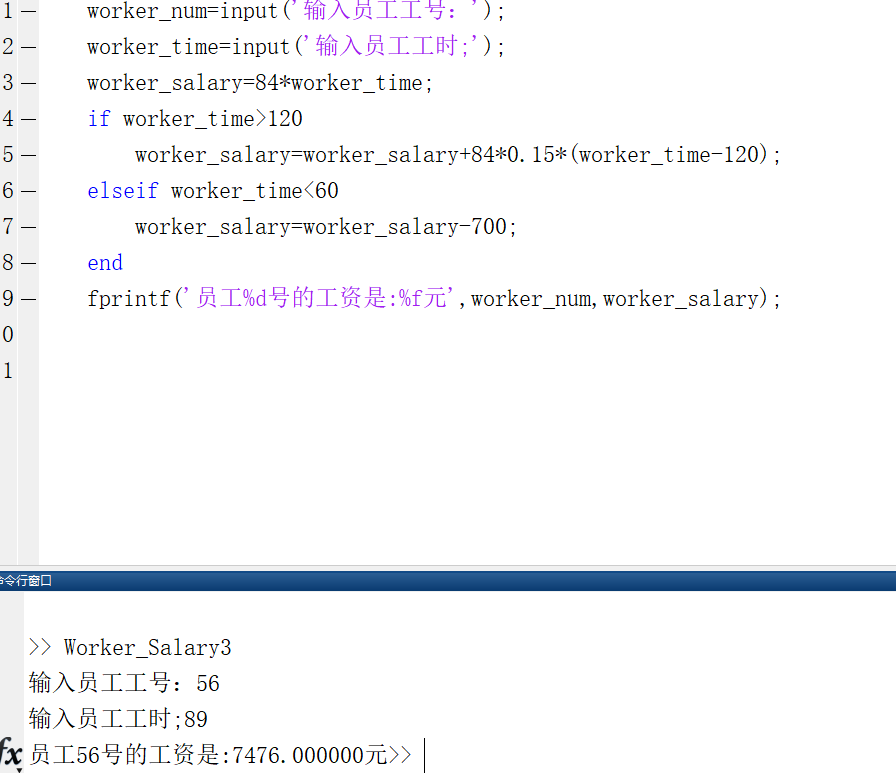 1 — worker_num=input('输入员工工号：');
2 — worker_time=input('输入员工工时;');
3 — worker_salary=84*worker_time;
4 — if worker_time>120
5 — worker_salary=worker_salary+84*0.15*(worker_time-120);
6 — elseif worker_time<60
7 — worker_salary=worker_salary-700;
8 — end
9 — fprintf('员工%d号的工资是:%f元',worker_num,worker_salary);
0
1
命令行窗口
>> Worker_Salary3
输入员工工号：56
输入员工工时;89
fx 员工56号的工资是:7476.000000元>>